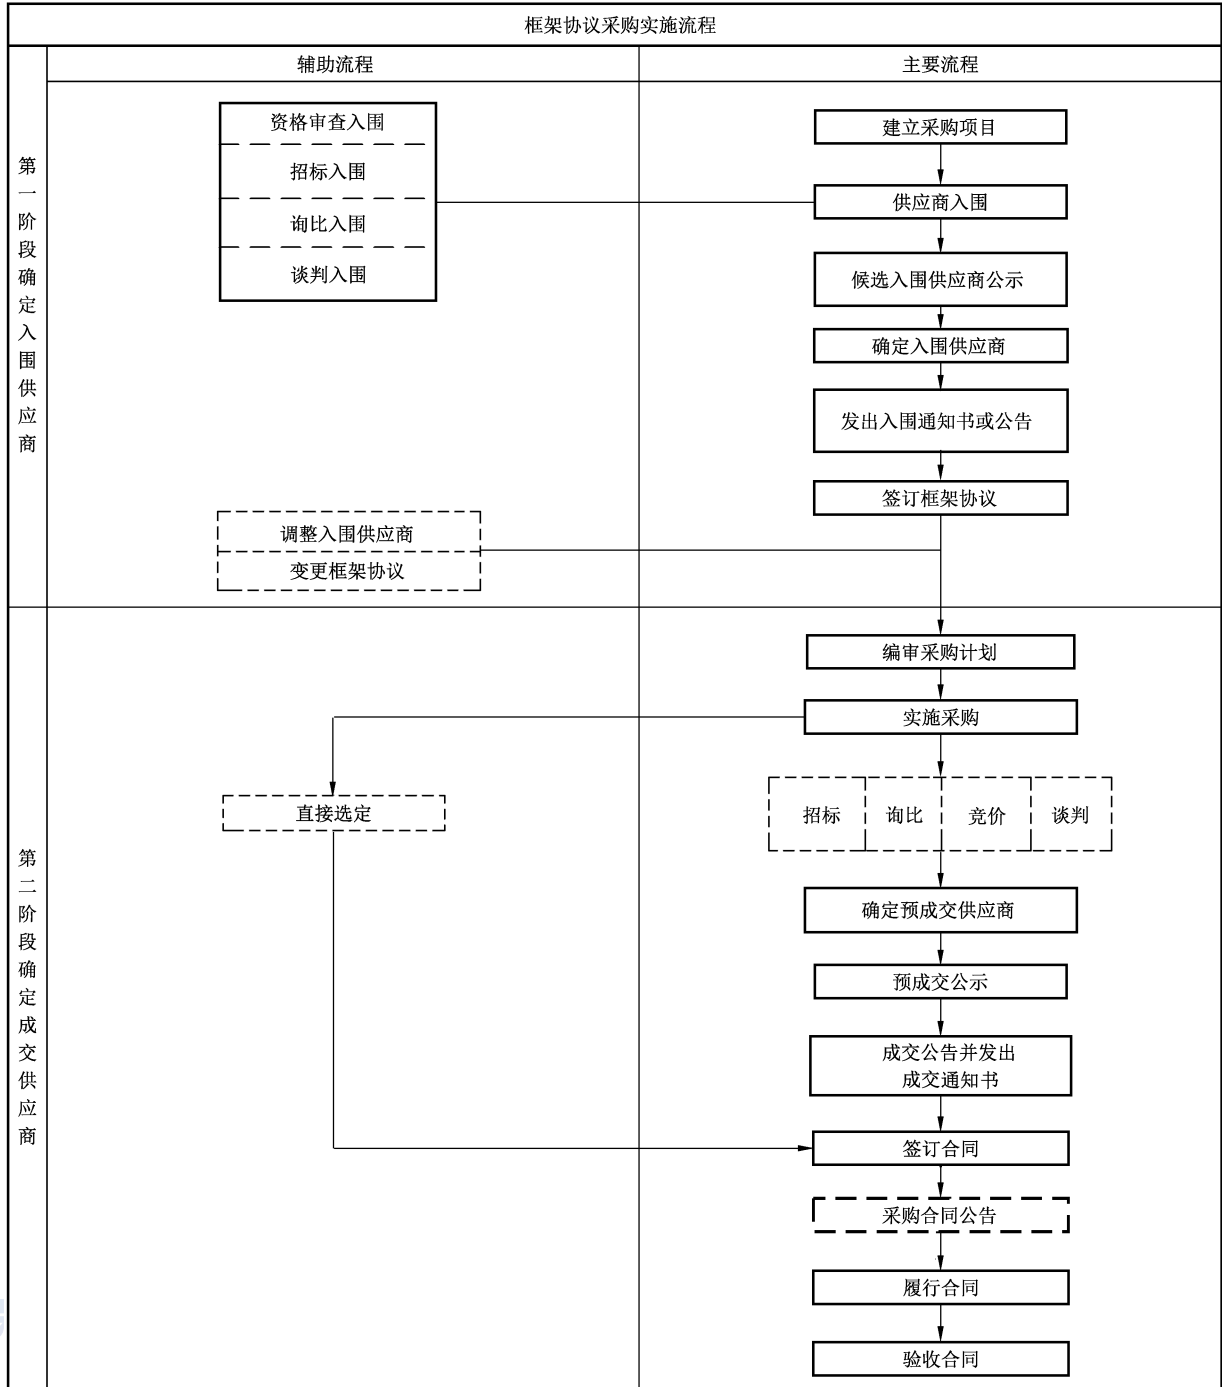 框架协议采购实施流程
辅助流程
主要流程
第一阶段确定入围供应商
资格审查入围
招标入围
询比入围
谈判入围
建立采购项目
供应商入围
候选入围供应商公示
确定入围供应商
发出入围通知书或公告
签订框架协议
调整入围供应商
变更框架协议
第二阶段确定成交供应商
编审采购计划
实施采购
直接选定
招标
询比
竞价
谈判
确定预成交供应商
预成交公示
成交公告并发出
成交通知书
签订合同
采购合同公告
履行合同
验收合同